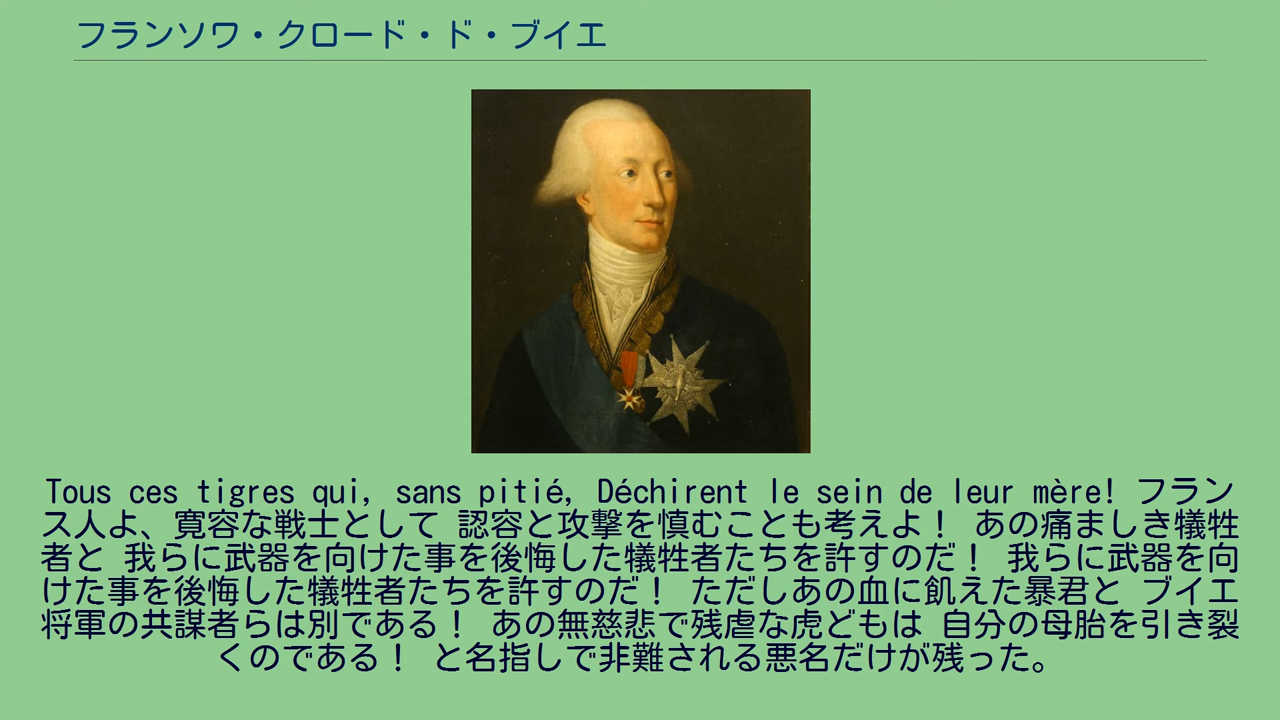 フランソワ・クロード・ド・ブイエ
Tous ces tigres qui, sans pitié, Déchirent le sein de leur mère! フラン
ス人よ、寛容な戦士として 認容と攻撃を慎むことも考えよ！ あの痛ましき犠牲
者と 我らに武器を向けた事を後悔した犠牲者たちを許すのだ！ 我らに武器を向
けた事を後悔した犠牲者たちを許すのだ！ ただしあの血に飢えた暴君と ブイエ
将軍の共謀者らは別である！ あの無慈悲で残虐な虎どもは 自分の母胎を引き裂
くのである！ と名指しで非難される悪名だけが残った。